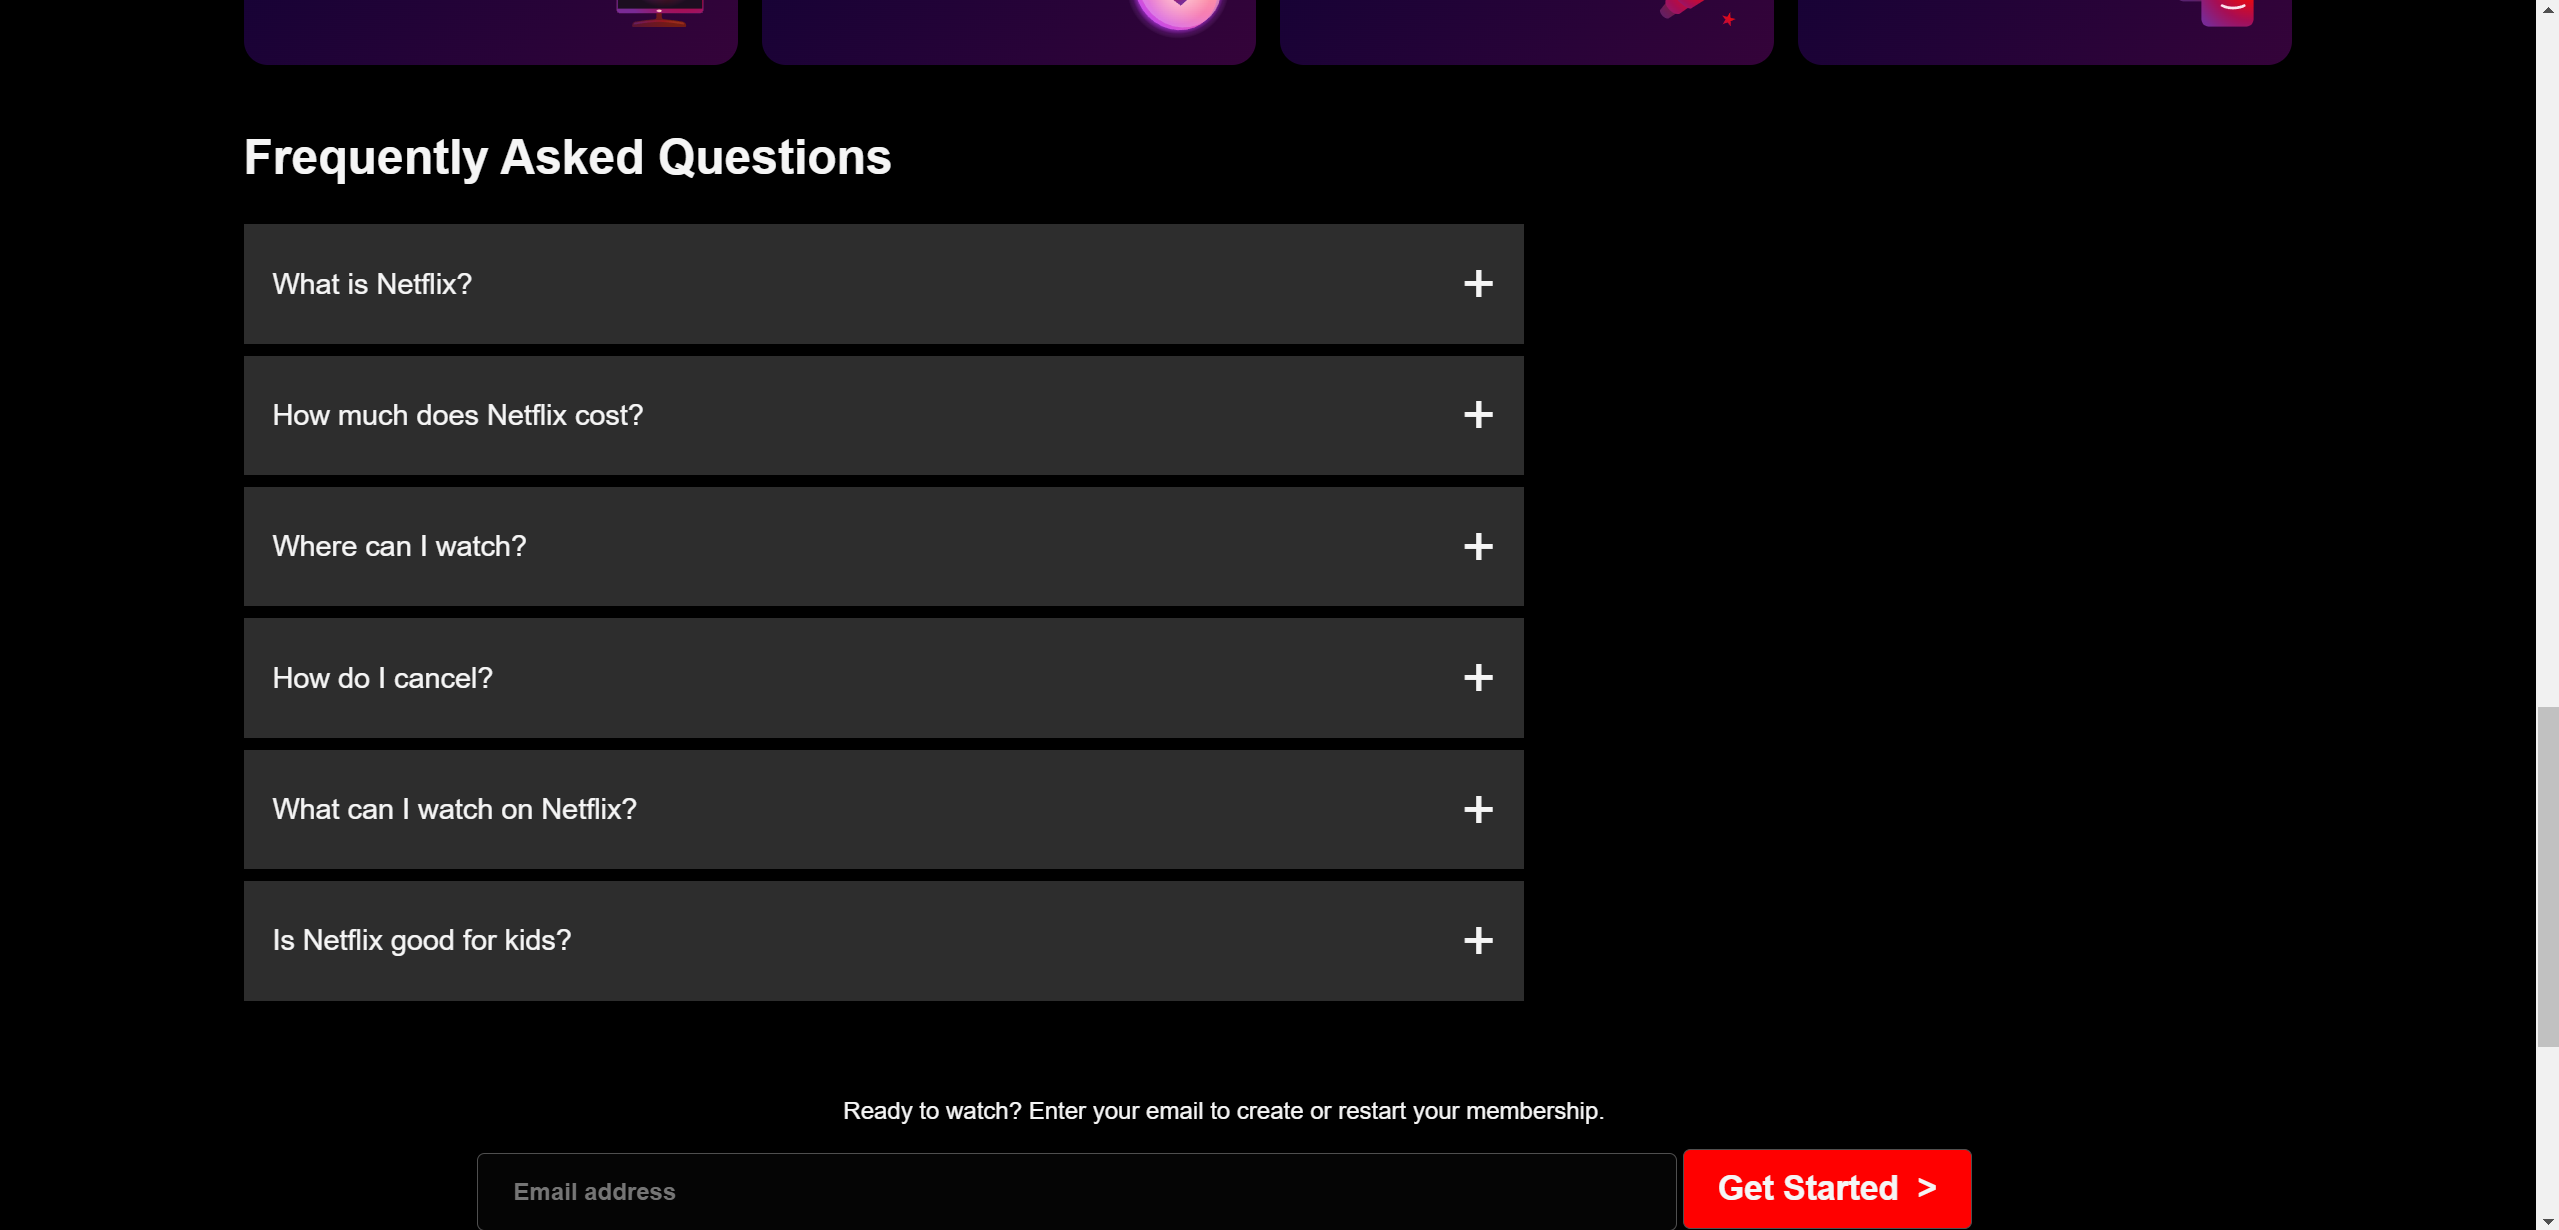 Frequently Asked Questions
What is Netflix?
How much does Netflix cost?
Where can I watch?
How do I cancel?
What can I watch on Netflix?
Is Netflix good for kids?
Ready to watch? Enter your email to create or restart your membership.
Email address
Get Started >